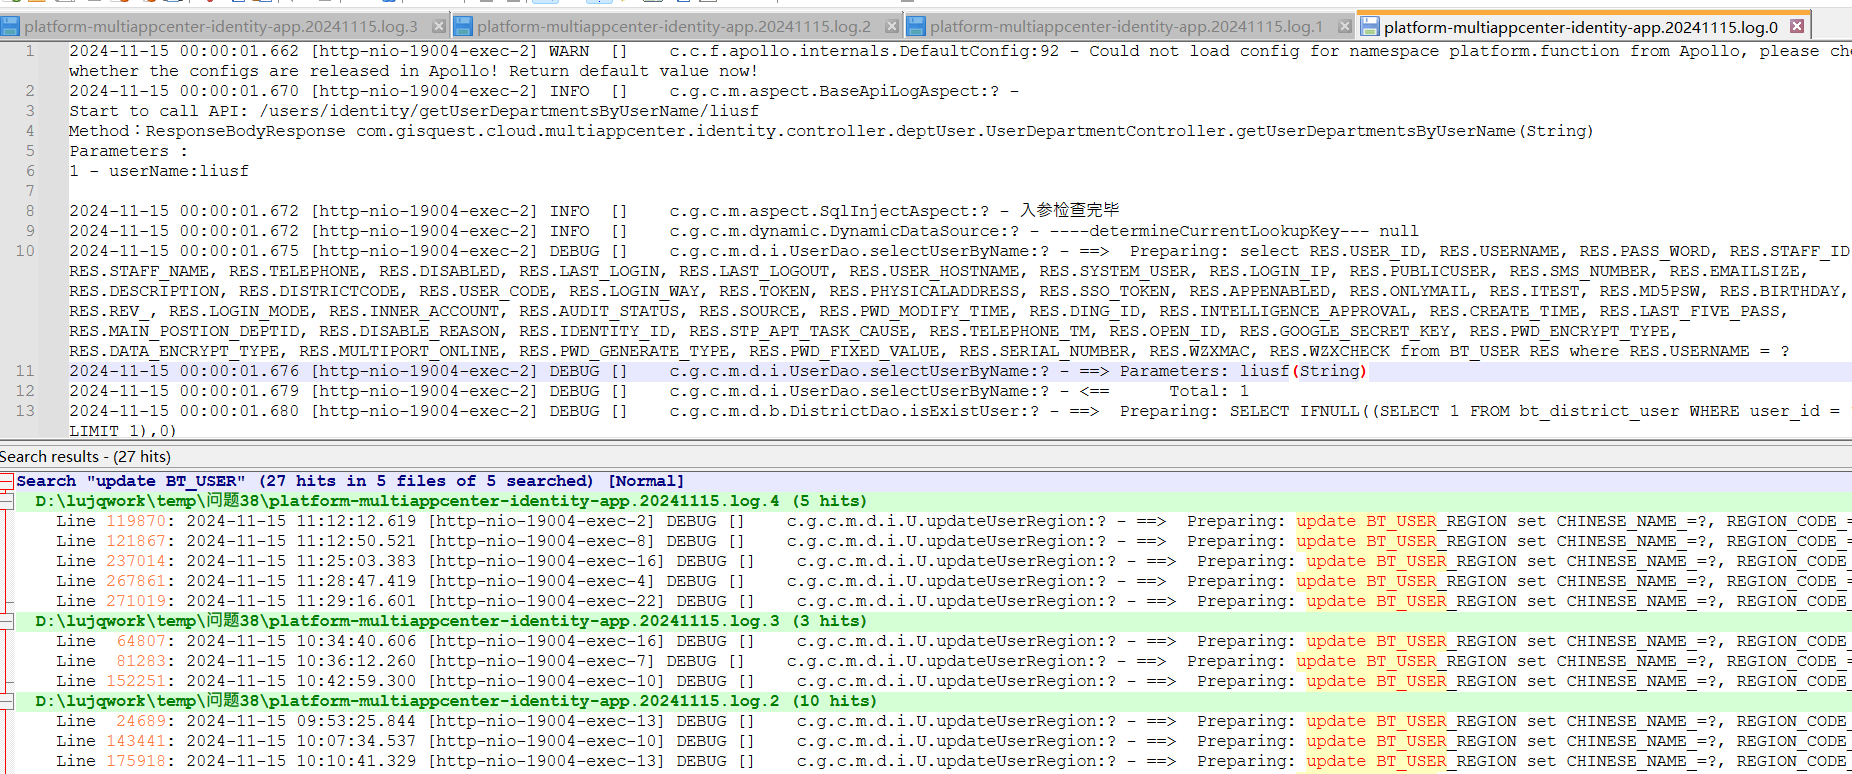 platform-multiappcenter-identity-app.20241115.log.3 platform-multiappcenter-identity-app.20241115.log.2 platform-multiappcenter-identity-app.20241115.log.1 platform-multiappcenter-identity-app.20241115.log.0
1 2024-11-15 00:00:01.662 [http-nio-19004-exec-2] WARN [] c.c.f.apollo.internals.DefaultConfig:92 - Could not load config for namespace platform.function from Apollo, please che
whether the configs are released in Apollo! Return default value now!
2 2024-11-15 00:00:01.670 [http-nio-19004-exec-2] INFO [] c.g.c.m.aspect.BaseApiLogAspect:? -
3 Start to call API: /users/identity/getUserDepartmentsByUserName/liusf
4 Method：ResponseBodyResponse com.gisquest.cloud.multiappcenter.identity.controller.deptUser.UserDepartmentController.getUserDepartmentsByUserName(String)
5 Parameters :
6 1 - userName:liusf
7
8 2024-11-15 00:00:01.672 [http-nio-19004-exec-2] INFO [] c.g.c.m.aspect.SqlInjectAspect:? - 入参检查完毕
9 2024-11-15 00:00:01.672 [http-nio-19004-exec-2] INFO [] c.g.c.m.dynamic.DynamicDataSource:? - ----determineCurrentLookupKey--- null
10 2024-11-15 00:00:01.675 [http-nio-19004-exec-2] DEBUG [] c.g.c.m.d.i.UserDao.selectUserByName:? - ==> Preparing: select RES.USER_ID, RES.USERNAME, RES.PASS_WORD, RES.STAFF_ID
RES.STAFF_NAME, RES.TELEPHONE, RES.DISABLED, RES.LAST_LOGIN, RES.LAST_LOGOUT, RES.USER_HOSTNAME, RES.SYSTEM_USER, RES.LOGIN_IP, RES.PUBLICUSER, RES.SMS_NUMBER, RES.EMAILSIZE,
RES.DESCRIPTION, RES.DISTRICTCODE, RES.USER_CODE, RES.LOGIN_WAY, RES.TOKEN, RES.PHYSICALADDRESS, RES.SSO_TOKEN, RES.APPENABLED, RES.ONLYMAIL, RES.ITEST, RES.MD5PSW, RES.BIRTHDAY,
RES.REV_, RES.LOGIN_MODE, RES.INNER_ACCOUNT, RES.AUDIT_STATUS, RES.SOURCE, RES.PWD_MODIFY_TIME, RES.DING_ID, RES.INTELLIGENCE_APPROVAL, RES.CREATE_TIME, RES.LAST_FIVE_PASS,
RES.MAIN_POSTION_DEPTID, RES.DISABLE_REASON, RES.IDENTITY_ID, RES.STP_APT_TASK_CAUSE, RES.TELEPHONE_TM, RES.OPEN_ID, RES.GOOGLE_SECRET_KEY, RES.PWD_ENCRYPT_TYPE,
RES.DATA_ENCRYPT_TYPE, RES.MULTIPORT_ONLINE, RES.PWD_GENERATE_TYPE, RES.PWD_FIXED_VALUE, RES.SERIAL_NUMBER, RES.WZXMAC, RES.WZXCHECK from BT_USER RES where RES.USERNAME = ?
11 2024-11-15 00:00:01.676 [http-nio-19004-exec-2] DEBUG [] c.g.c.m.d.i.UserDao.selectUserByName:? - ==> Parameters: liusf(String)
12 2024-11-15 00:00:01.679 [http-nio-19004-exec-2] DEBUG [] c.g.c.m.d.i.UserDao.selectUserByName:? - <== Total: 1
13 2024-11-15 00:00:01.680 [http-nio-19004-exec-2] DEBUG [] c.g.c.m.d.b.DistrictDao.isExistUser:? - ==> Preparing: SELECT IFNULL((SELECT 1 FROM bt_district_user WHERE user_id =
LIMIT 1),0)
Search results - (27 hits)
Search "update BT_USER" (27 hits in 5 files of 5 searched) [Normal]
D:\lujqwork\temp\问题38\platform-multiappcenter-identity-app.20241115.log.4 (5 hits)
Line 119870: 2024-11-15 11:12:12.619 [http-nio-19004-exec-2] DEBUG [] c.g.c.m.d.i.U.updateUserRegion:? - ==> Preparing: update BT_USER_REGION set CHINESE_NAME_=?, REGION_CODE_=
Line 121867: 2024-11-15 11:12:50.521 [http-nio-19004-exec-8] DEBUG [] c.g.c.m.d.i.U.updateUserRegion:? - ==> Preparing: update BT_USER_REGION set CHINESE_NAME_=?, REGION_CODE_=
Line 237014: 2024-11-15 11:25:03.383 [http-nio-19004-exec-16] DEBUG [] c.g.c.m.d.i.U.updateUserRegion:? - ==> Preparing: update BT_USER_REGION set CHINESE_NAME_=?, REGION_CODE_
Line 267861: 2024-11-15 11:28:47.419 [http-nio-19004-exec-4] DEBUG [] c.g.c.m.d.i.U.updateUserRegion:? - ==> Preparing: update BT_USER_REGION set CHINESE_NAME_=?, REGION_CODE_=
Line 271019: 2024-11-15 11:29:16.601 [http-nio-19004-exec-22] DEBUG [] c.g.c.m.d.i.U.updateUserRegion:? - ==> Preparing: update BT_USER_REGION set CHINESE_NAME_=?, REGION_CODE_
D:\lujqwork\temp\问题38\platform-multiappcenter-identity-app.20241115.log.3 (3 hits)
Line 64807: 2024-11-15 10:34:40.606 [http-nio-19004-exec-16] DEBUG [] c.g.c.m.d.i.U.updateUserRegion:? - ==> Preparing: update BT_USER_REGION set CHINESE_NAME_=?, REGION_CODE_
Line 81283: 2024-11-15 10:36:12.260 [http-nio-19004-exec-7] DEBUG [] c.g.c.m.d.i.U.updateUserRegion:? - ==> Preparing: update BT_USER_REGION set CHINESE_NAME_=?, REGION_CODE_=
Line 152251: 2024-11-15 10:42:59.300 [http-nio-19004-exec-10] DEBUG [] c.g.c.m.d.i.U.updateUserRegion:? - ==> Preparing: update BT_USER_REGION set CHINESE_NAME_=?, REGION_CODE_
D:\lujqwork\temp\问题38\platform-multiappcenter-identity-app.20241115.log.2 (10 hits)
Line 24689: 2024-11-15 09:53:25.844 [http-nio-19004-exec-13] DEBUG [] c.g.c.m.d.i.U.updateUserRegion:? - ==> Preparing: update BT_USER_REGION set CHINESE_NAME_=?, REGION_CODE_
Line 143441: 2024-11-15 10:07:34.537 [http-nio-19004-exec-10] DEBUG [] c.g.c.m.d.i.U.updateUserRegion:? - ==> Preparing: update BT_USER_REGION set CHINESE_NAME_=?, REGION_CODE_
Line 175918: 2024-11-15 10:10:41.329 [http-nio-19004-exec-13] DEBUG [] c.g.c.m.d.i.U.updateUserRegion:? - ==> Preparing: update BT_USER_REGION set CHINESE_NAME_=?, REGION_CODE_